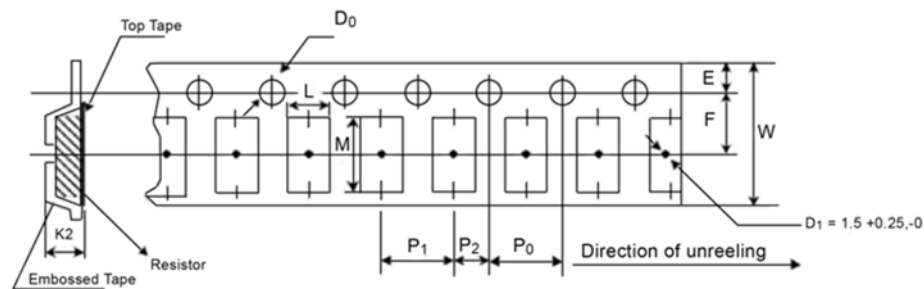 Top Tape
D₀
L
E
F
W
M
K2
P₁
P₂
P₀
D₁ = 1.5 +0.25,-0
Direction of unreeling
Resistor
Embossed Tape